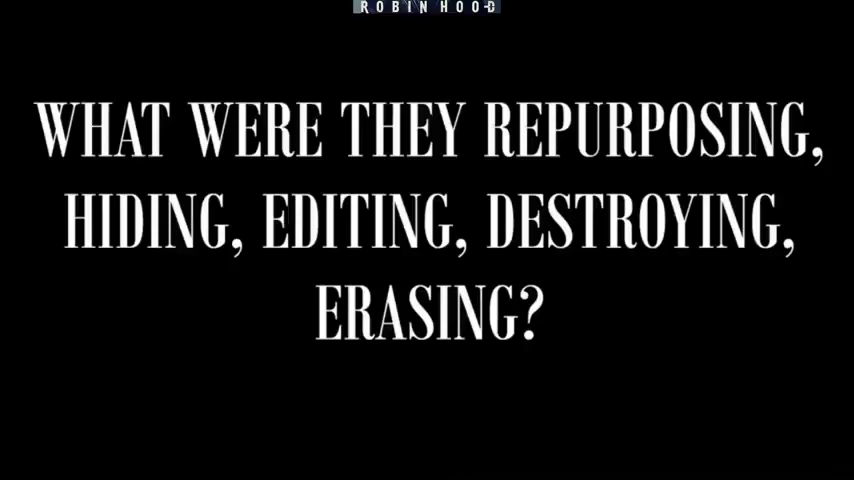 ROBIN HOOD
WHAT WERE THEY REPURPOSING,
HIDING, EDITING, DESTROYING,
ERASING?